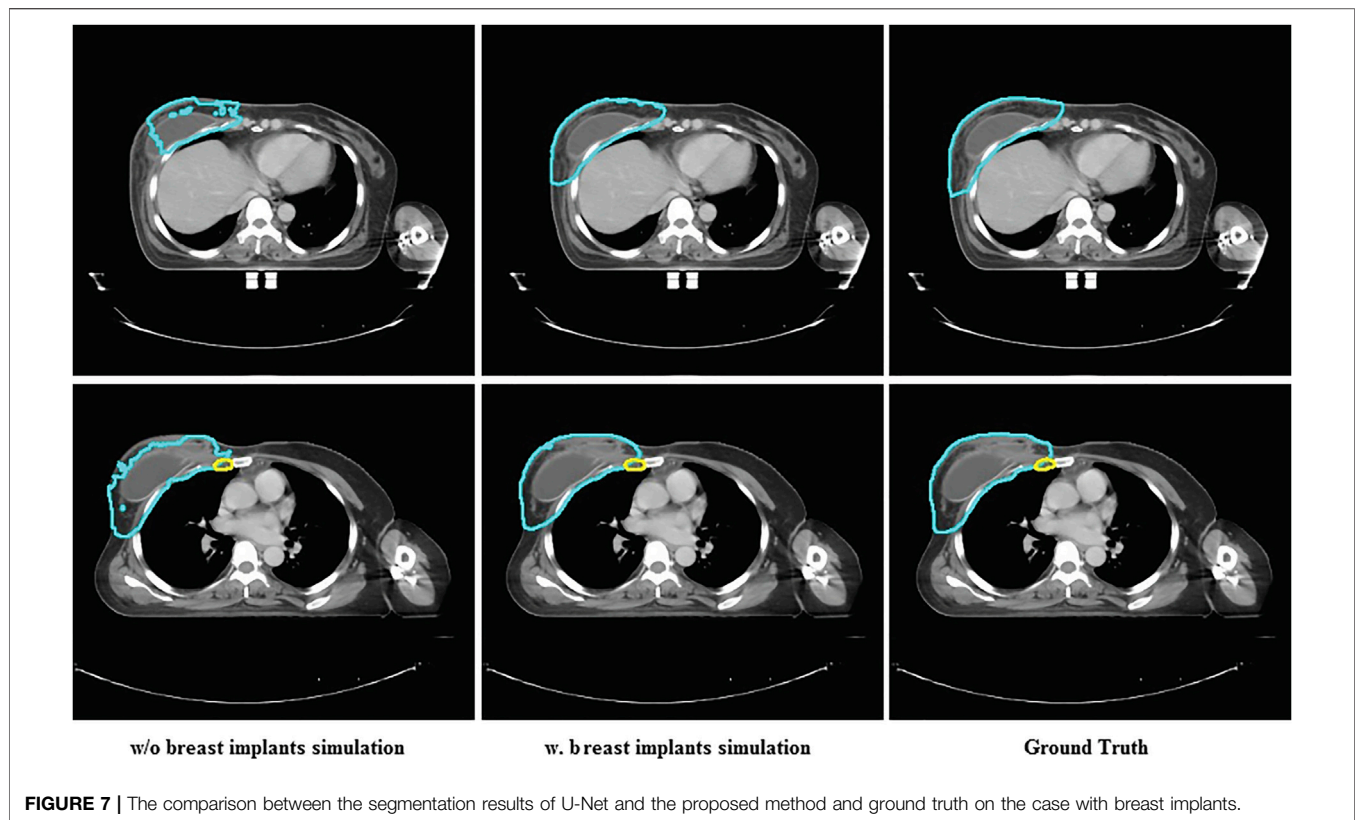 w/o breast implants simulation
w. breast implants simulation
Ground Truth
FIGURE 7 | The comparison between the segmentation results of U-Net and the proposed method and ground truth on the case with breast implants.